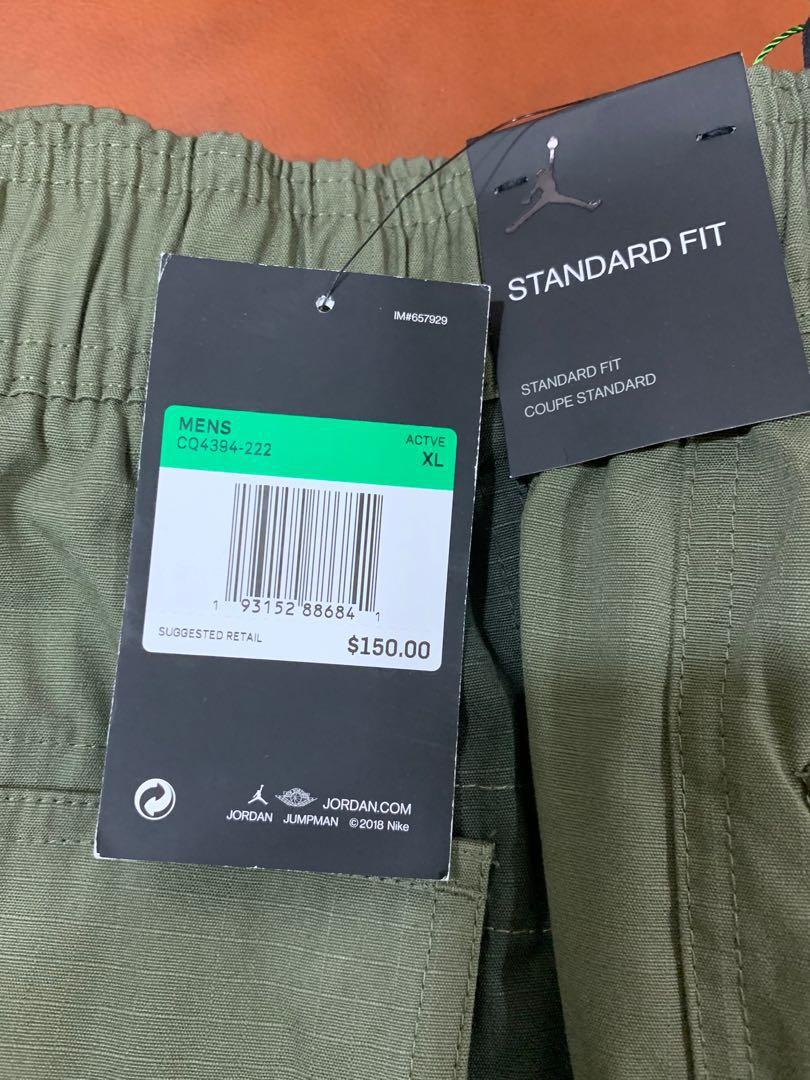 IM#657929
MENS
CQ4394-222
ACTVE
XL
1 93152 88684 1
SUGGESTED RETAIL
$150.00
JORDAN.COM
JORDAN JUMPMAN ©2018 Nike
STANDARD FIT
STANDARD FIT
COUPE STANDARD